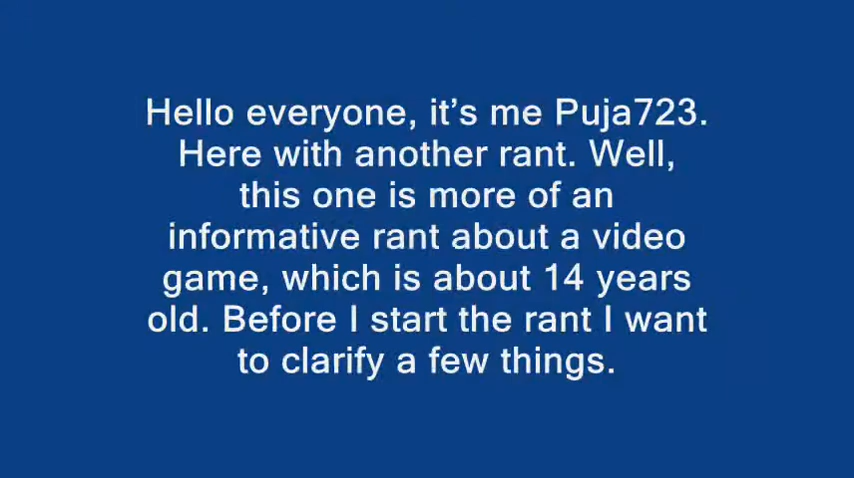 Hello everyone, it’s me Puja723.
Here with another rant. Well,
this one is more of an
informative rant about a video
game, which is about 14 years
old. Before I start the rant I want
to clarify a few things.